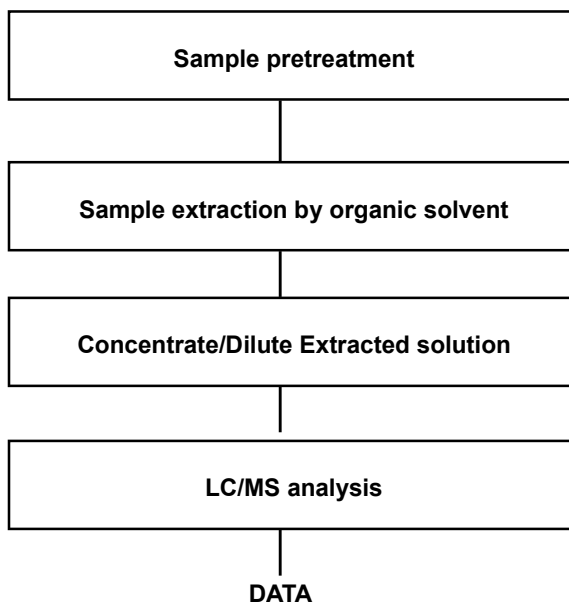 Sample pretreatment
Sample extraction by organic solvent
Concentrate/Dilute Extracted solution
LC/MS analysis
DATA